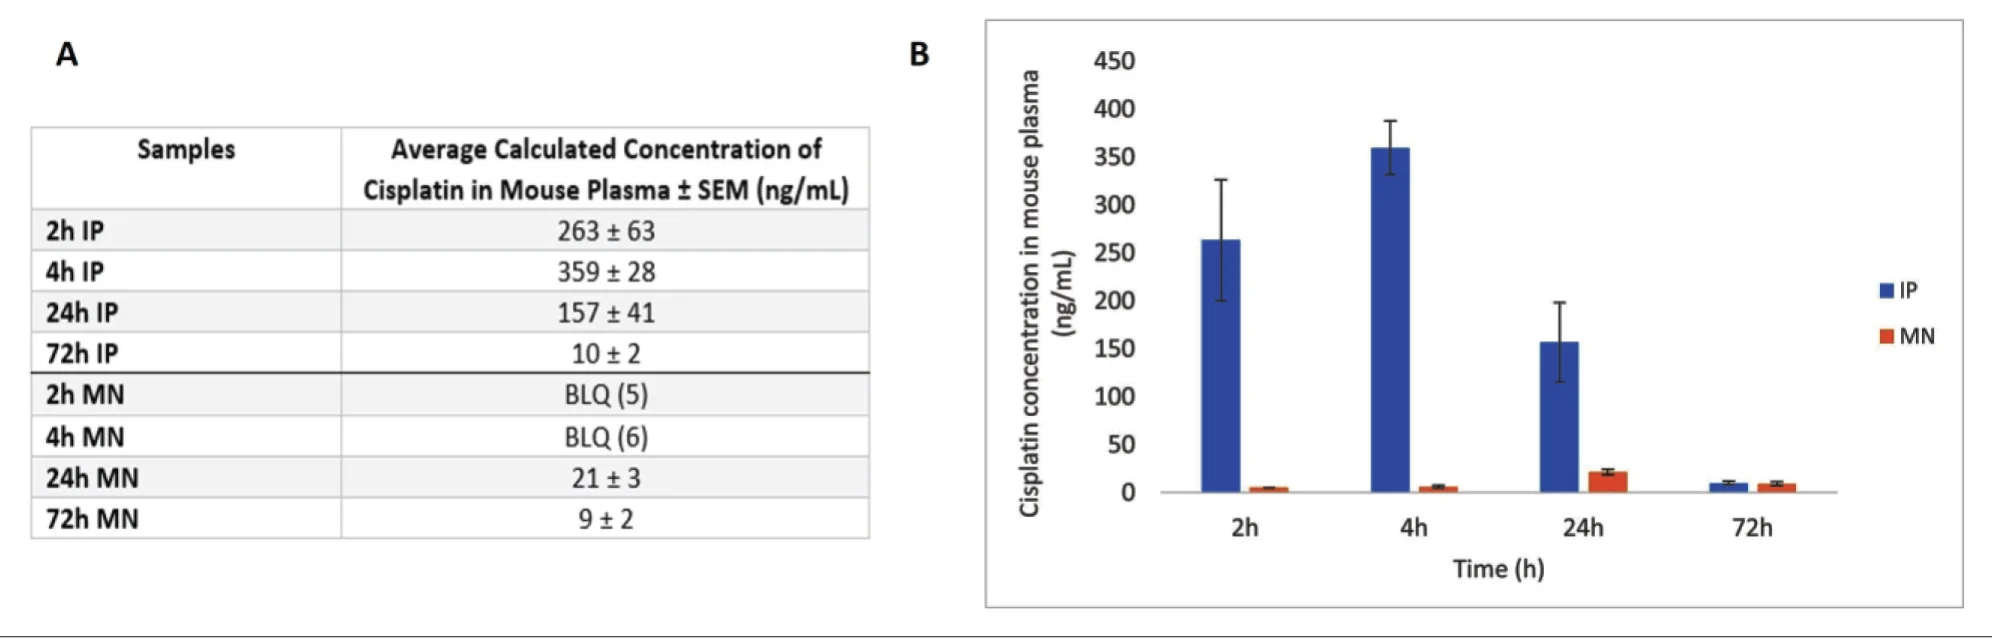 A
Samples
Average Calculated Concentration of
Cisplatin in Mouse Plasma ± SEM (ng/mL)
2h IP
263 ± 63
4h IP
359 ± 28
24h IP
157 ± 41
72h IP
10 ± 2
2h MN
BLQ (5)
4h MN
BLQ (6)
24h MN
21 ± 3
72h MN
9 ± 2
B
Cisplatin concentration in mouse plasma
(ng/mL)
450
400
350
300
250
200
150
100
50
0
2h
4h
24h
72h
Time (h)
IP
MN